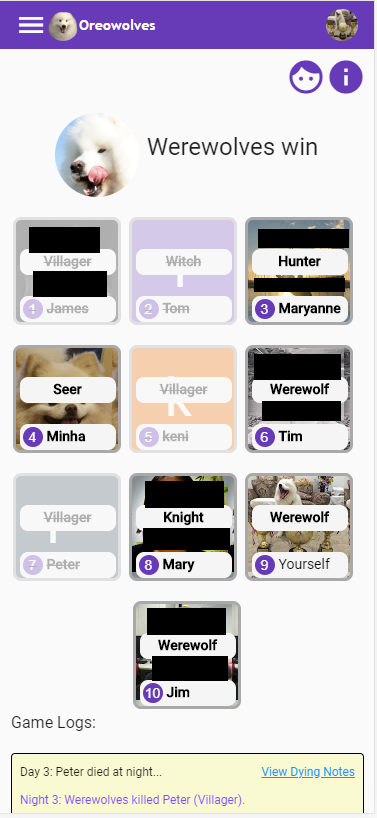 Oreowolves
Werewolves win
Villager
1 James
Witch
2 Tom
Hunter
3 Maryanne
Seer
4 Minha
Villager
5 keni
Werewolf
6 Tim
Villager
7 Peter
Knight
8 Mary
Werewolf
9 Yourself
Werewolf
10 Jim
Game Logs:
Day 3: Peter died at night... View Dying Notes
Night 3: Werewolves killed Peter (Villager).